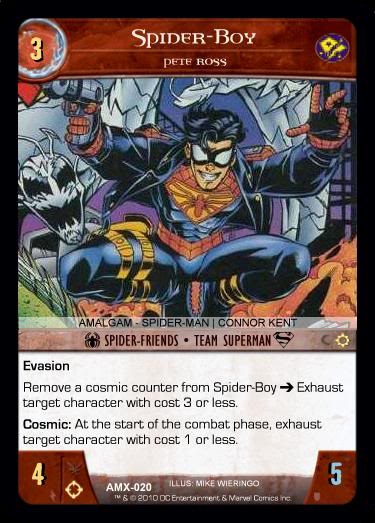 3
SPIDER-BOY
PETE ROSS
AMALGAM - SPIDER-MAN | CONNOR KENT
SPIDER-FRIENDS • TEAM SUPERMAN
Evasion
Remove a cosmic counter from Spider-Boy ➔ Exhaust
target character with cost 3 or less.
Cosmic: At the start of the combat phase, exhaust
target character with cost 1 or less.
4
AMX-020
ILLUS: MIKE WIERINGO
™ & © 2010 DC Entertainment & Marvel Comics Inc.
5